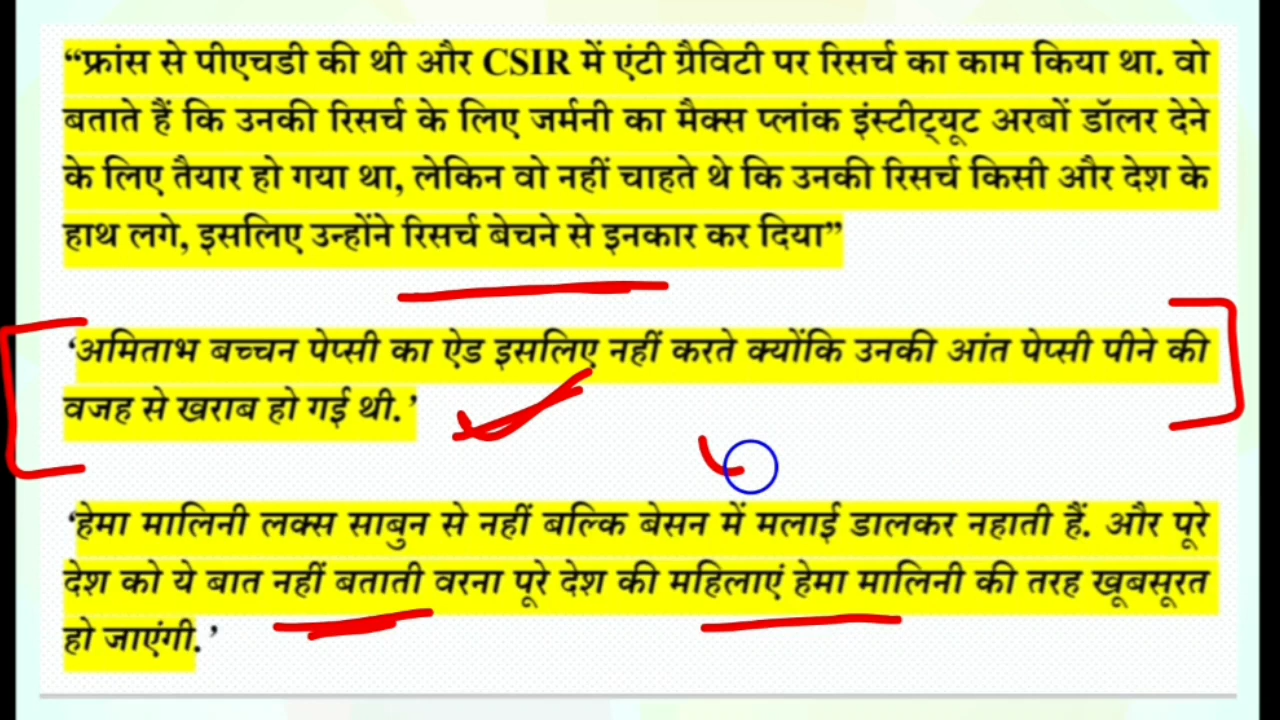 “फ्रांस से पीएचडी की थी और CSIR में एंटी ग्रैविटी पर रिसर्च का काम किया था. वो
बताते हैं कि उनकी रिसर्च के लिए जर्मनी का मैक्स प्लांक इंस्टीट्यूट अरबों डॉलर देने
के लिए तैयार हो गया था, लेकिन वो नहीं चाहते थे कि उनकी रिसर्च किसी और देश के
हाथ लगे, इसलिए उन्होंने रिसर्च बेचने से इनकार कर दिया”
‘अमिताभ बच्चन पेप्सी का ऐड इसलिए नहीं करते क्योंकि उनकी आंत पेप्सी पीने की
वजह से खराब हो गई थी.’
‘हेमा मालिनी लक्स साबुन से नहीं बल्कि बेसन में मलाई डालकर नहाती हैं. और पूरे
देश को ये बात नहीं बताती वरना पूरे देश की महिलाएं हेमा मालिनी की तरह खूबसूरत
हो जाएंगी.’